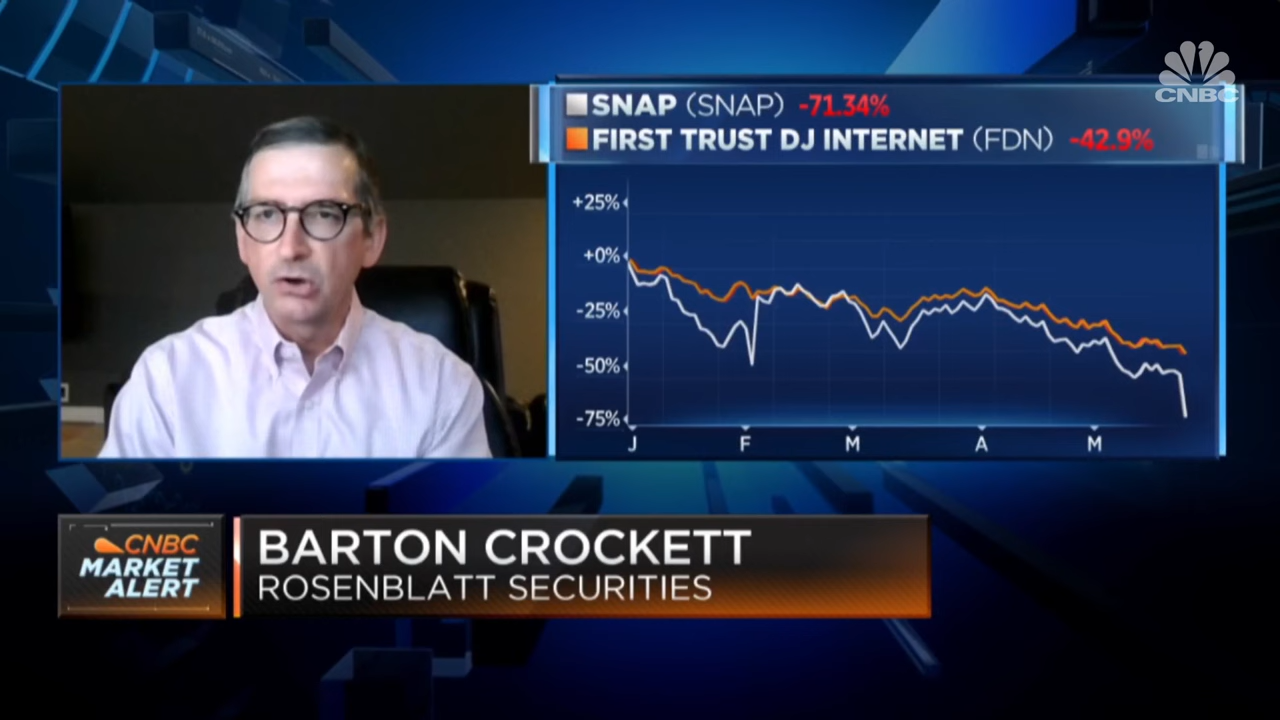 CNBC
SNAP (SNAP) -71.34%
FIRST TRUST DJ INTERNET (FDN) -42.9%
+25%
+0%
-25%
-50%
-75%
J F M A M
CNBC
MARKET
ALERT
BARTON CROCKETT
ROSENBLATT SECURITIES